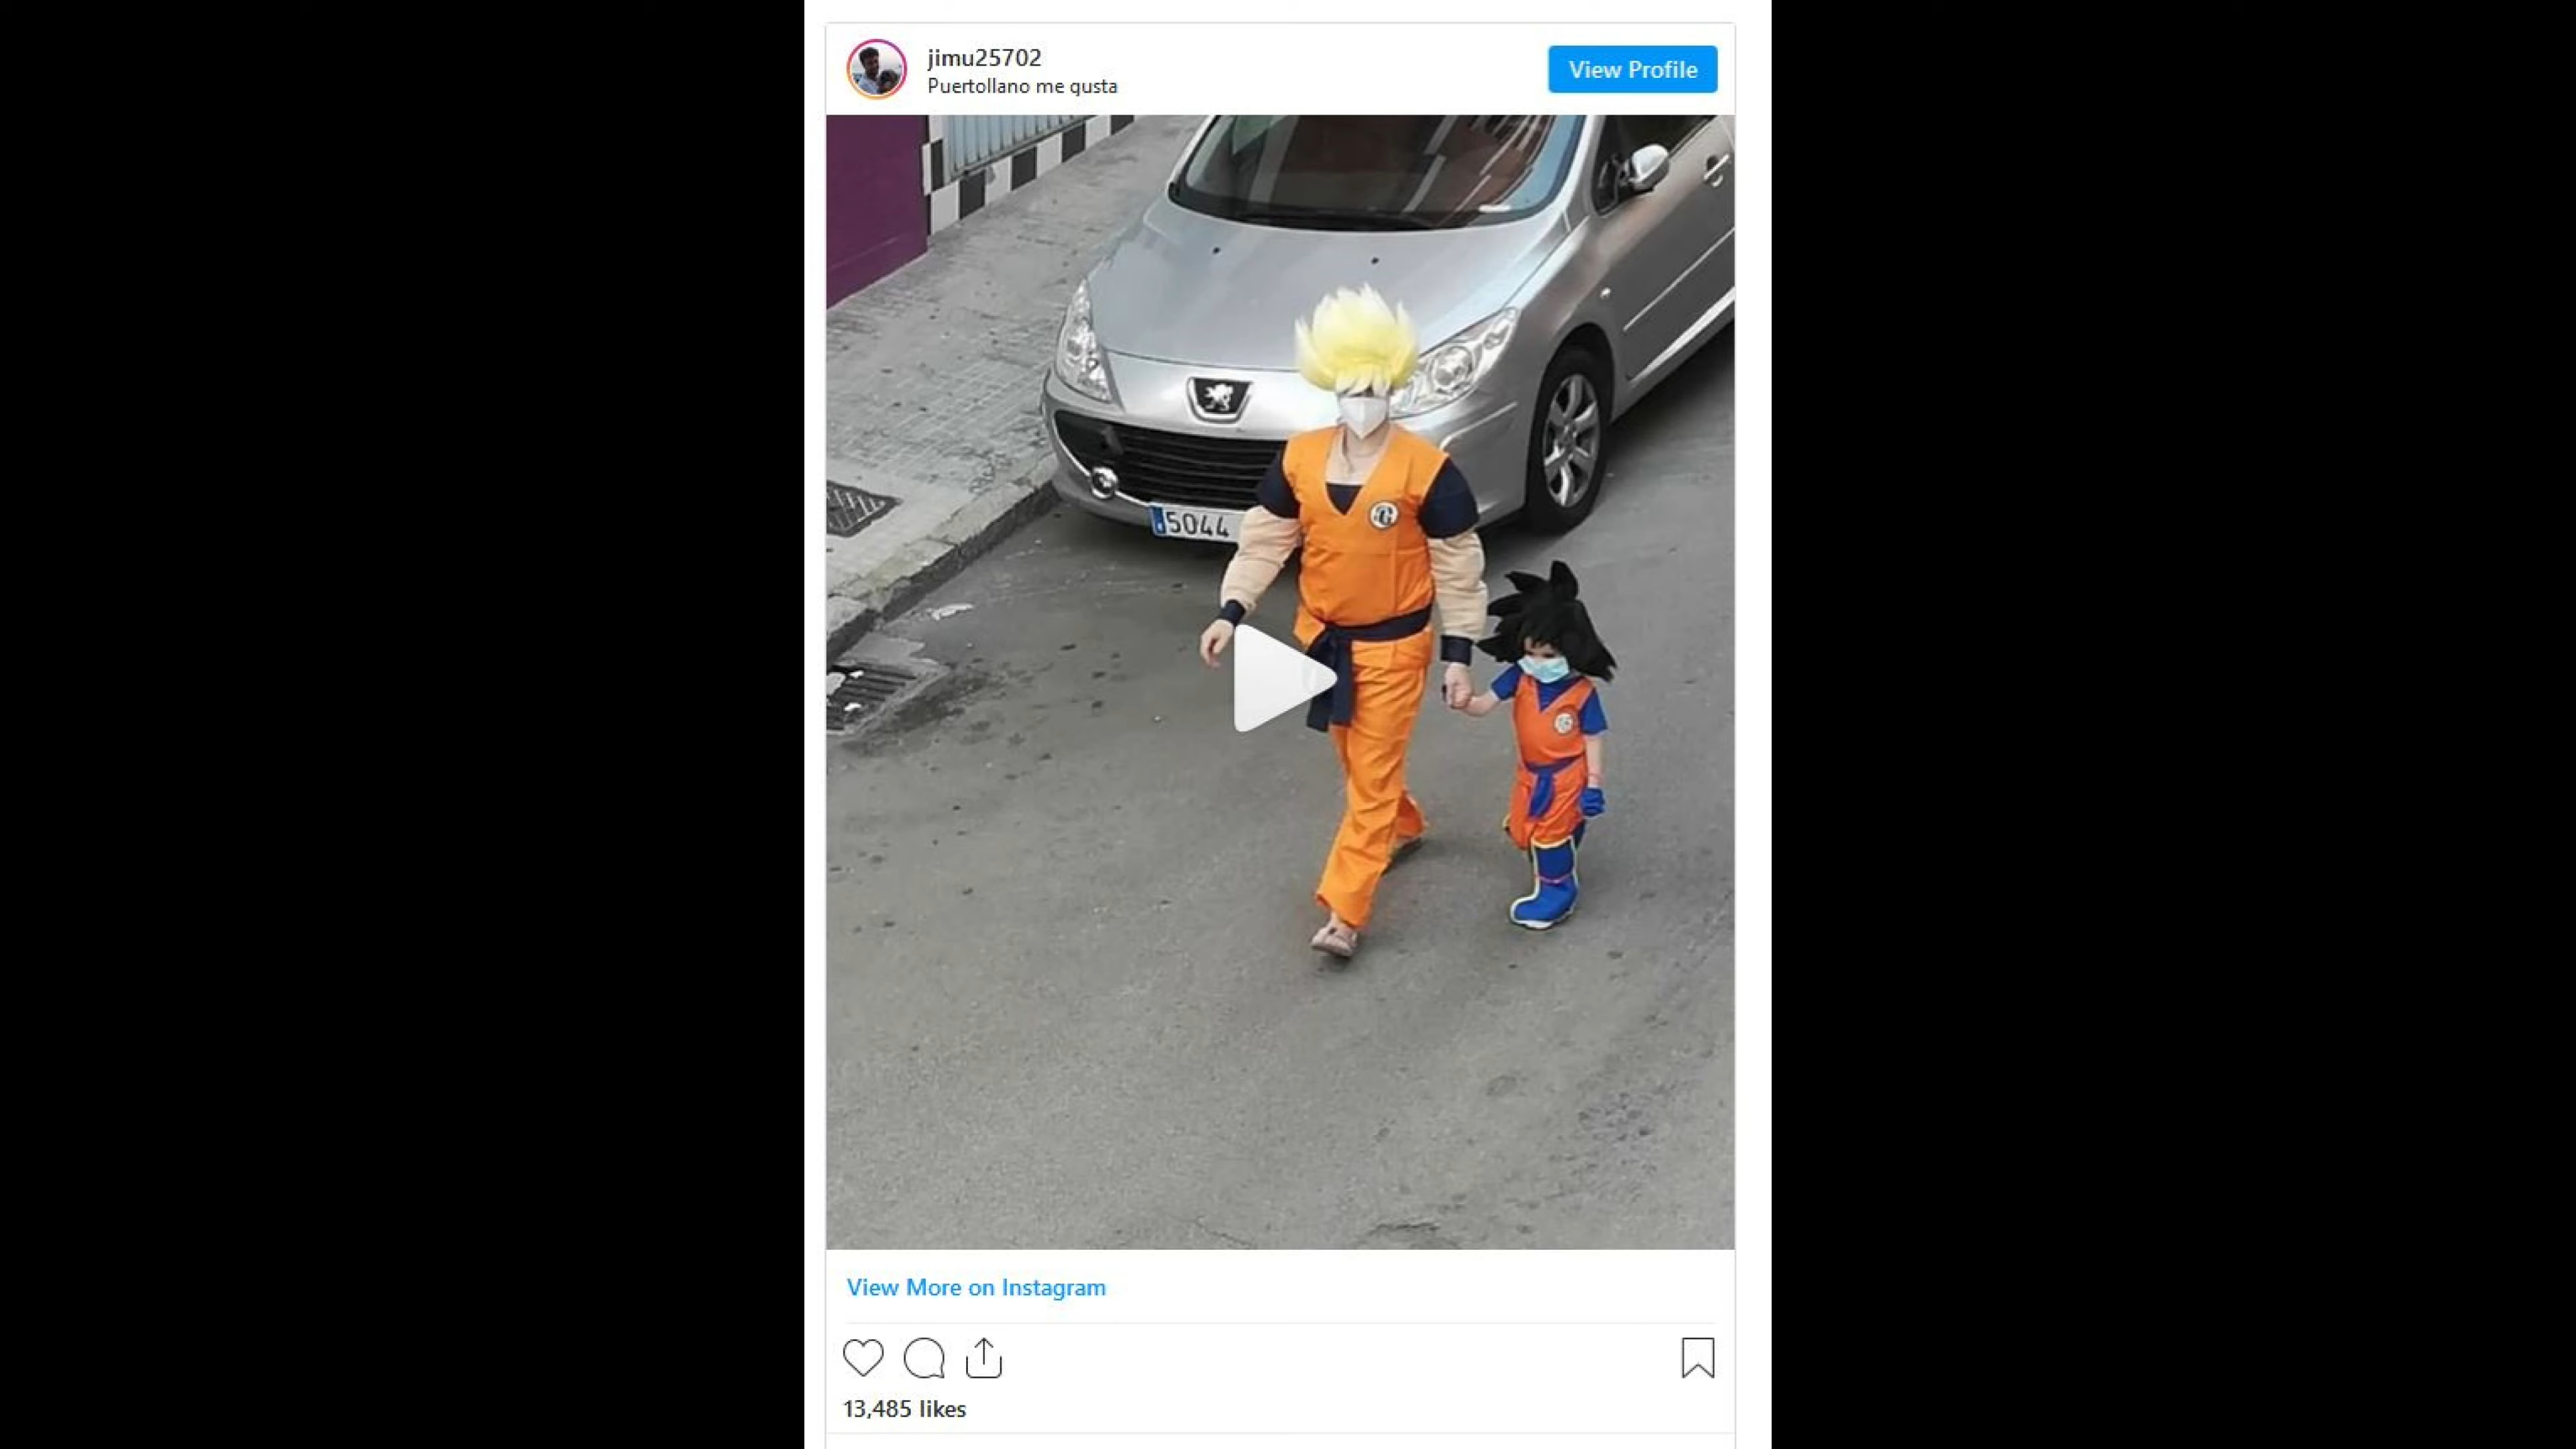 jimu25702
Puertollano me gusta
View Profile
5044
G
View More on Instagram
13,485 likes